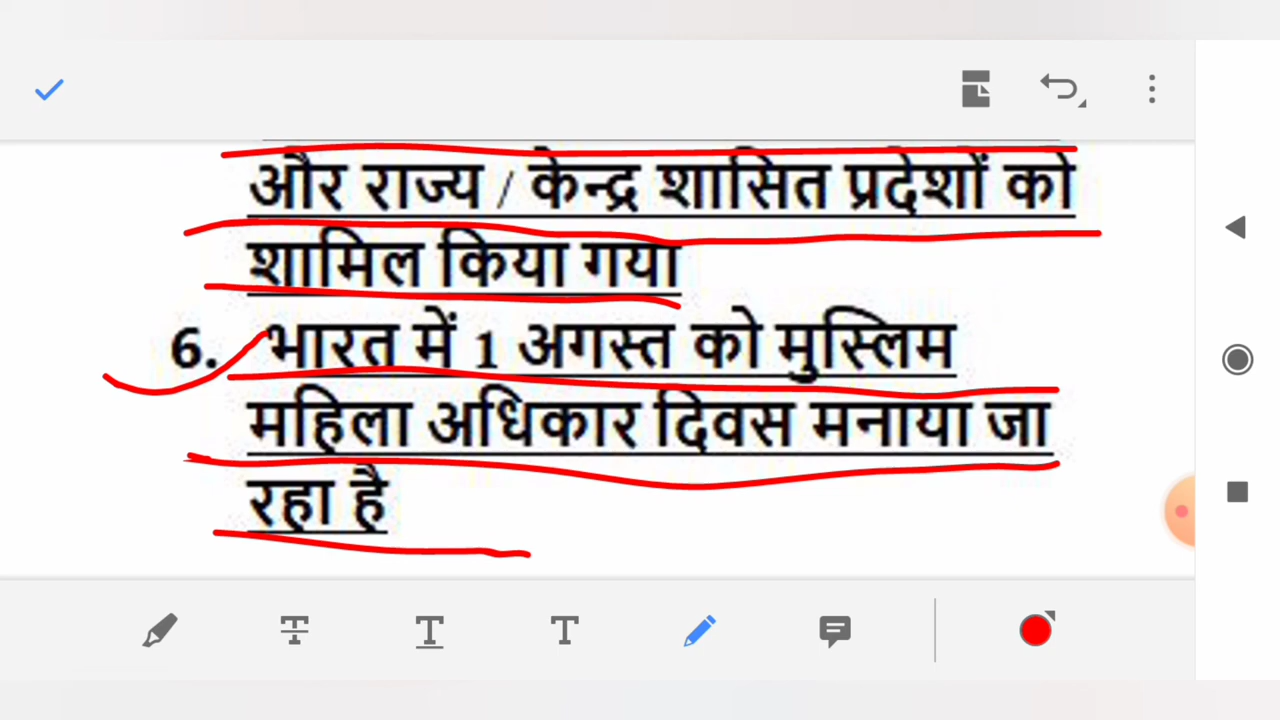 और राज्य / केन्द्र शासित प्रदेशों को
शामिल किया गया
6. भारत में 1 अगस्त को मुस्लिम
महिला अधिकार दिवस मनाया जा
रहा है